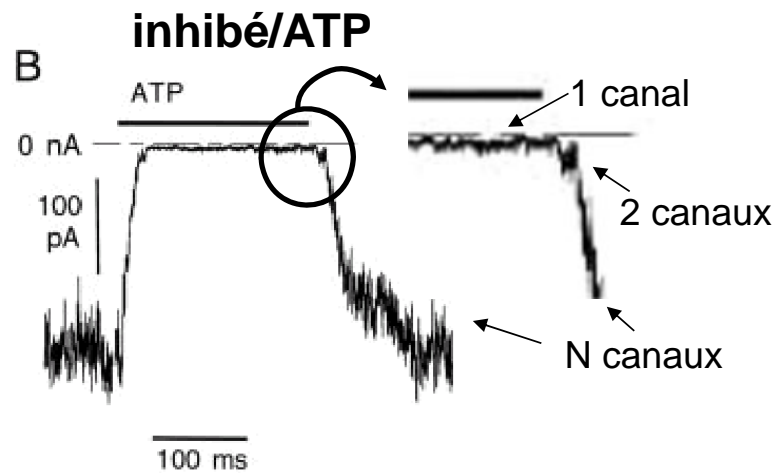 inhibé/ATP
B
ATP
1 canal
0 nA
100
pA
2 canaux
N canaux
100 ms